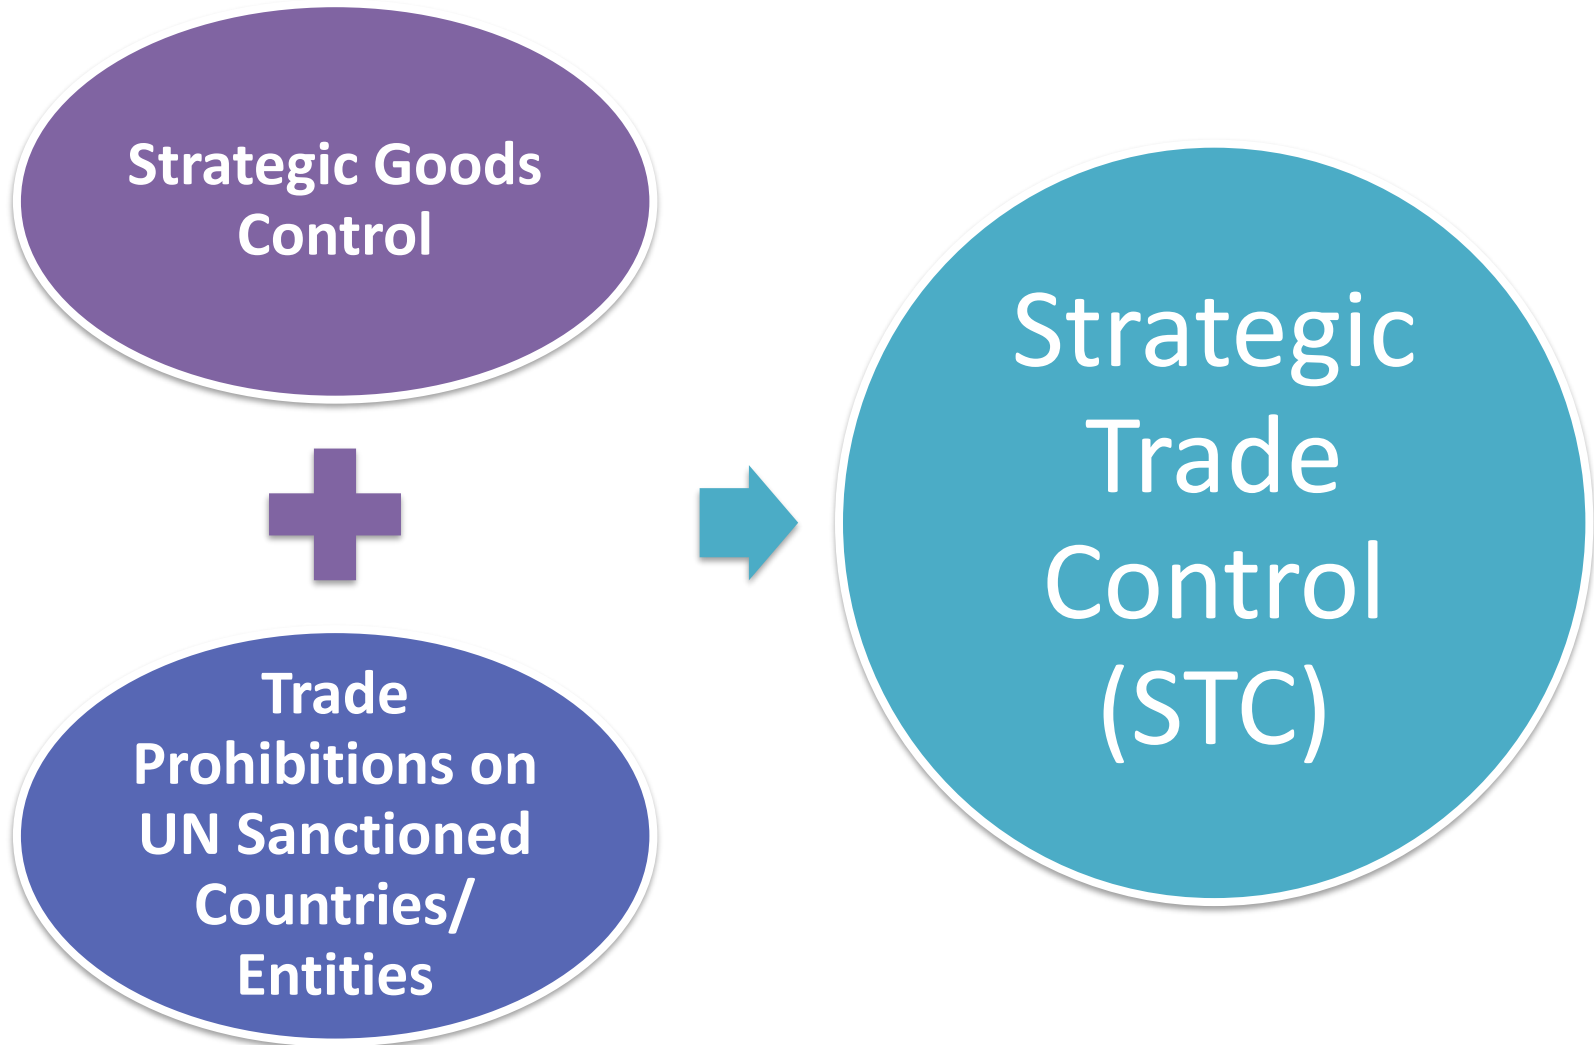 Strategic Goods
Control
Trade
Prohibitions on
UN Sanctioned
Countries/
Entities
Strategic
Trade
Control
(STC)